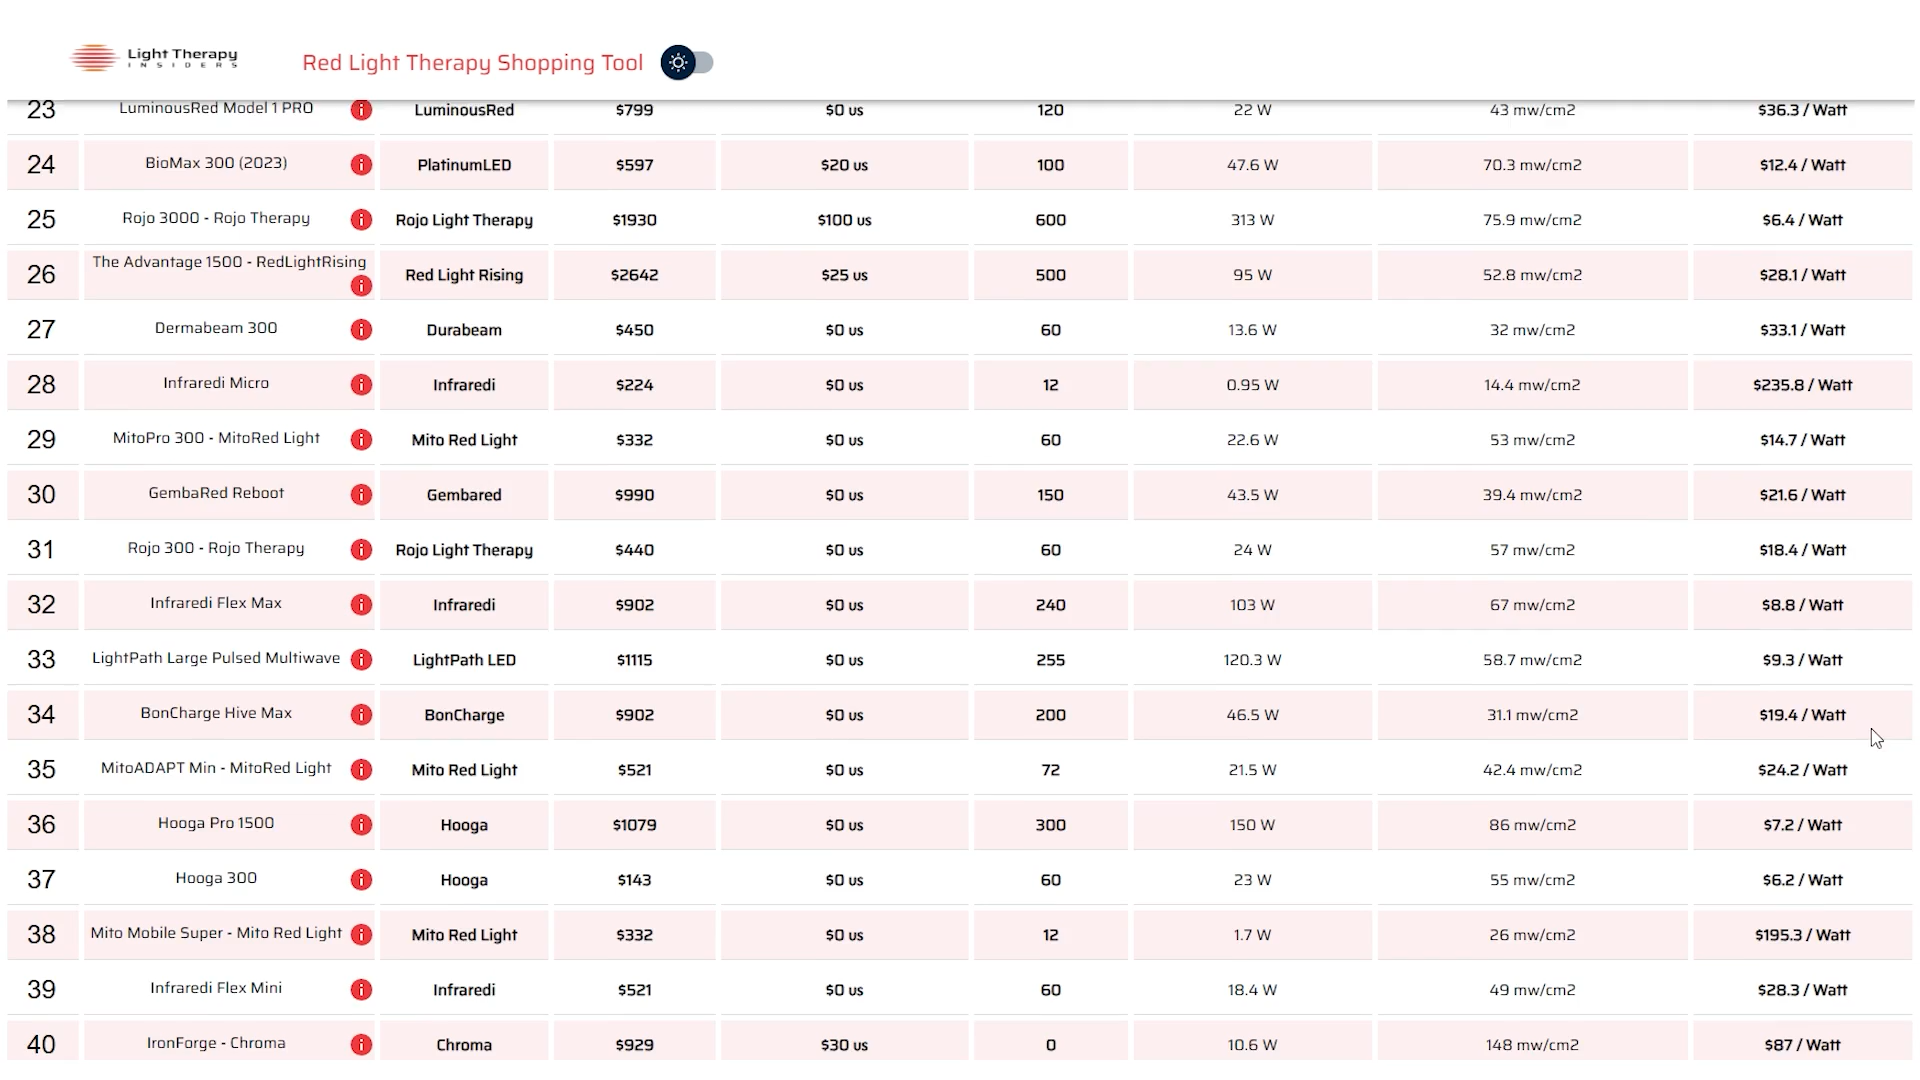 Light Therapy
INSIDERS
Red Light Therapy Shopping Tool
23 LuminousRed Model 1 PRO i LuminousRed $799 $0 us 120 22 W 43 mw/cm2 $36.3 / Watt
24 BioMax 300 (2023) i PlatinumLED $597 $20 us 100 47.6 W 70.3 mw/cm2 $12.4 / Watt
25 Rojo 3000 - Rojo Therapy i Rojo Light Therapy $1930 $100 us 600 313 W 75.9 mw/cm2 $6.4 / Watt
26 The Advantage 1500 - RedLightRising i Red Light Rising $2642 $25 us 500 95 W 52.8 mw/cm2 $28.1 / Watt
27 Dermabeam 300 i Durabeam $450 $0 us 60 13.6 W 32 mw/cm2 $33.1 / Watt
28 Infraredi Micro i Infraredi $224 $0 us 12 0.95 W 14.4 mw/cm2 $235.8 / Watt
29 MitoPro 300 - MitoRed Light i Mito Red Light $332 $0 us 60 22.6 W 53 mw/cm2 $14.7 / Watt
30 GembaRed Reboot i Gembared $990 $0 us 150 43.5 W 39.4 mw/cm2 $21.6 / Watt
31 Rojo 300 - Rojo Therapy i Rojo Light Therapy $440 $0 us 60 24 W 57 mw/cm2 $18.4 / Watt
32 Infraredi Flex Max i Infraredi $902 $0 us 240 103 W 67 mw/cm2 $8.8 / Watt
33 LightPath Large Pulsed Multiwave i LightPath LED $1115 $0 us 255 120.3 W 58.7 mw/cm2 $9.3 / Watt
34 BonCharge Hive Max i BonCharge $902 $0 us 200 46.5 W 31.1 mw/cm2 $19.4 / Watt
35 MitoADAPT Min - MitoRed Light i Mito Red Light $521 $0 us 72 21.5 W 42.4 mw/cm2 $24.2 / Watt
36 Hooga Pro 1500 i Hooga $1079 $0 us 300 150 W 86 mw/cm2 $7.2 / Watt
37 Hooga 300 i Hooga $143 $0 us 60 23 W 55 mw/cm2 $6.2 / Watt
38 Mito Mobile Super - Mito Red Light i Mito Red Light $332 $0 us 12 1.7 W 26 mw/cm2 $195.3 / Watt
39 Infraredi Flex Mini i Infraredi $521 $0 us 60 18.4 W 49 mw/cm2 $28.3 / Watt
40 IronForge - Chroma i Chroma $929 $30 us 0 10.6 W 148 mw/cm2 $87 / Watt